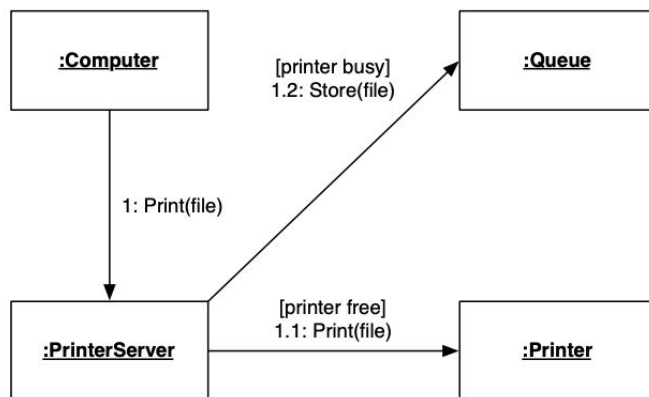 :Computer
[printer busy]
1.2: Store(file)
:Queue
1: Print(file)
:PrinterServer
[printer free]
1.1: Print(file)
:Printer